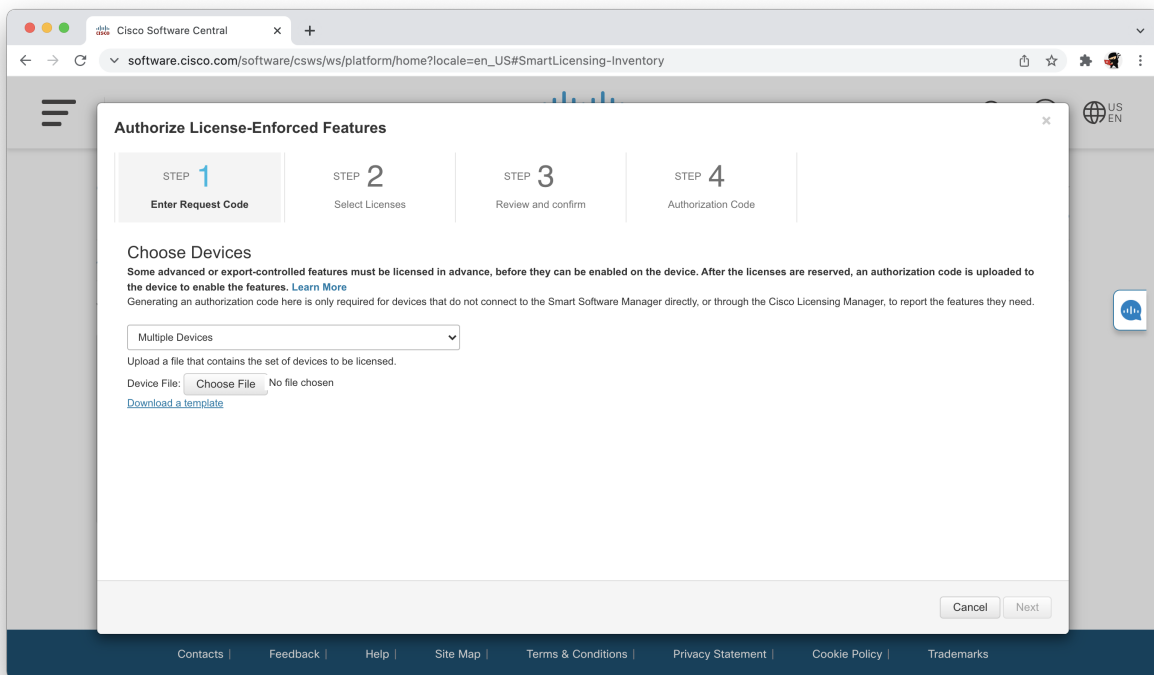 Cisco Software Central
software.cisco.com/software/csws/ws/platform/home?locale=en_US#SmartLicensing-Inventory
US
EN
Authorize License-Enforced Features
STEP 1
Enter Request Code
STEP 2
Select Licenses
STEP 3
Review and confirm
STEP 4
Authorization Code
Choose Devices
Some advanced or export-controlled features must be licensed in advance, before they can be enabled on the device. After the licenses are reserved, an authorization code is uploaded to
the device to enable the features. Learn More
Generating an authorization code here is only required for devices that do not connect to the Smart Software Manager directly, or through the Cisco Licensing Manager, to report the features they need.
Multiple Devices
Upload a file that contains the set of devices to be licensed.
Device File: Choose File No file chosen
Download a template
Cancel Next
Contacts | Feedback | Help | Site Map | Terms & Conditions | Privacy Statement | Cookie Policy | Trademarks